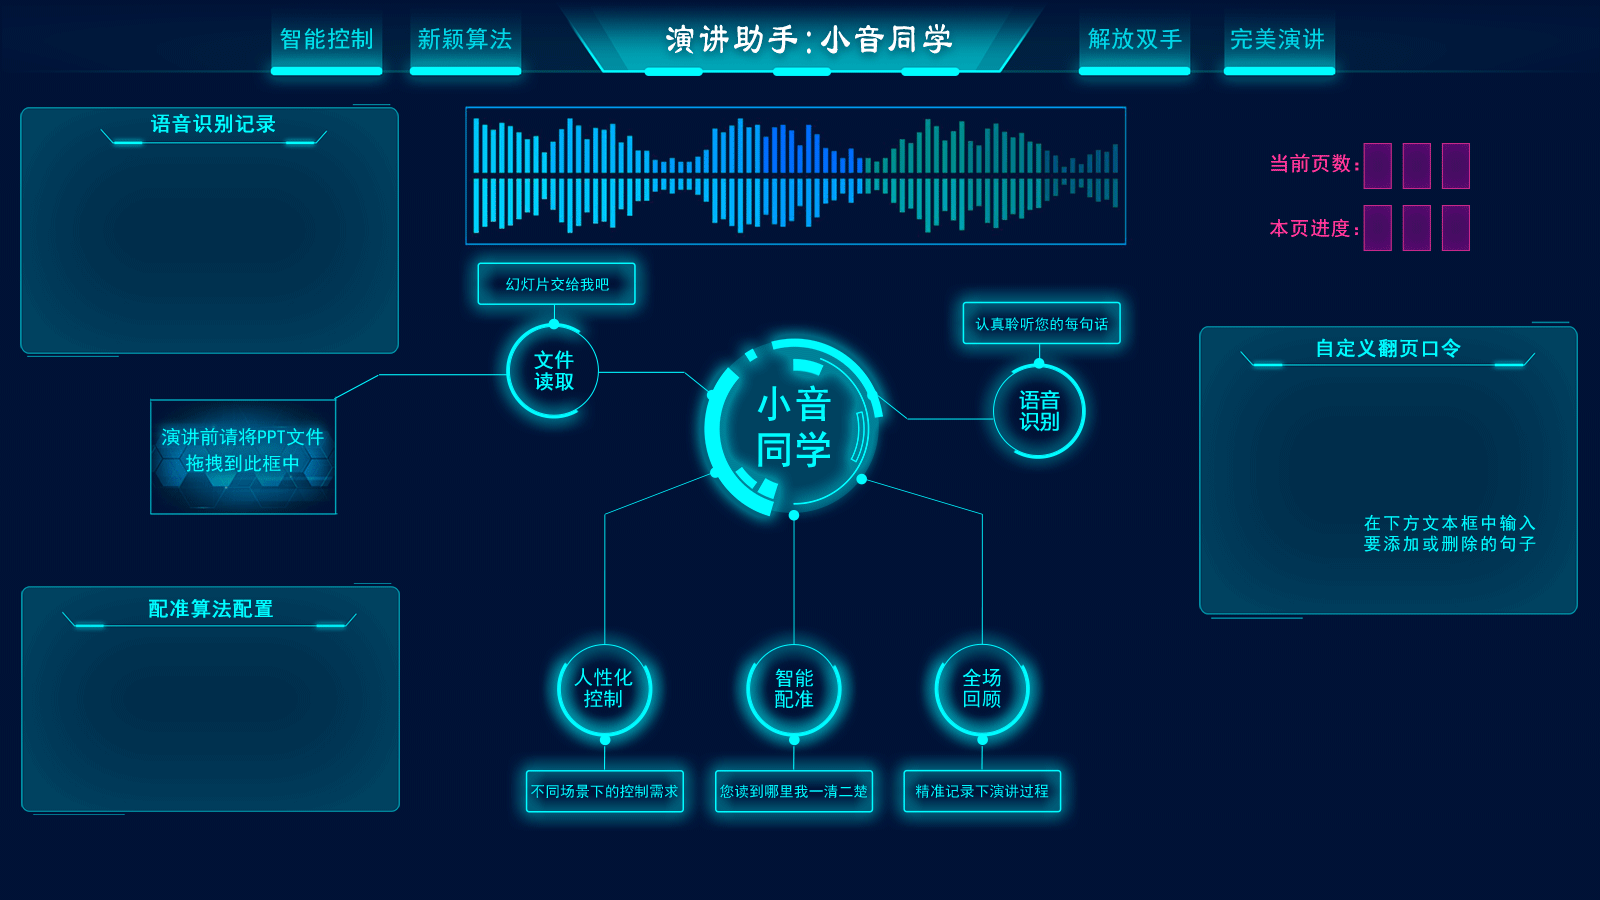 智能控制
新颖算法
演讲助手:小音同学
解放双手
完美演讲
语音识别记录
当前页数:
本页进度:
幻灯片交给我吧
认真聆听您的每句话
文件
读取
语音
识别
小音
同学
自定义翻页口令
演讲前请将PPT文件
拖拽到此框中
在下方文本框中输入
要添加或删除的句子
配准算法配置
人性化
控制
智能
配准
全场
回顾
不同场景下的控制需求
您读到哪里我一清二楚
精准记录下演讲过程